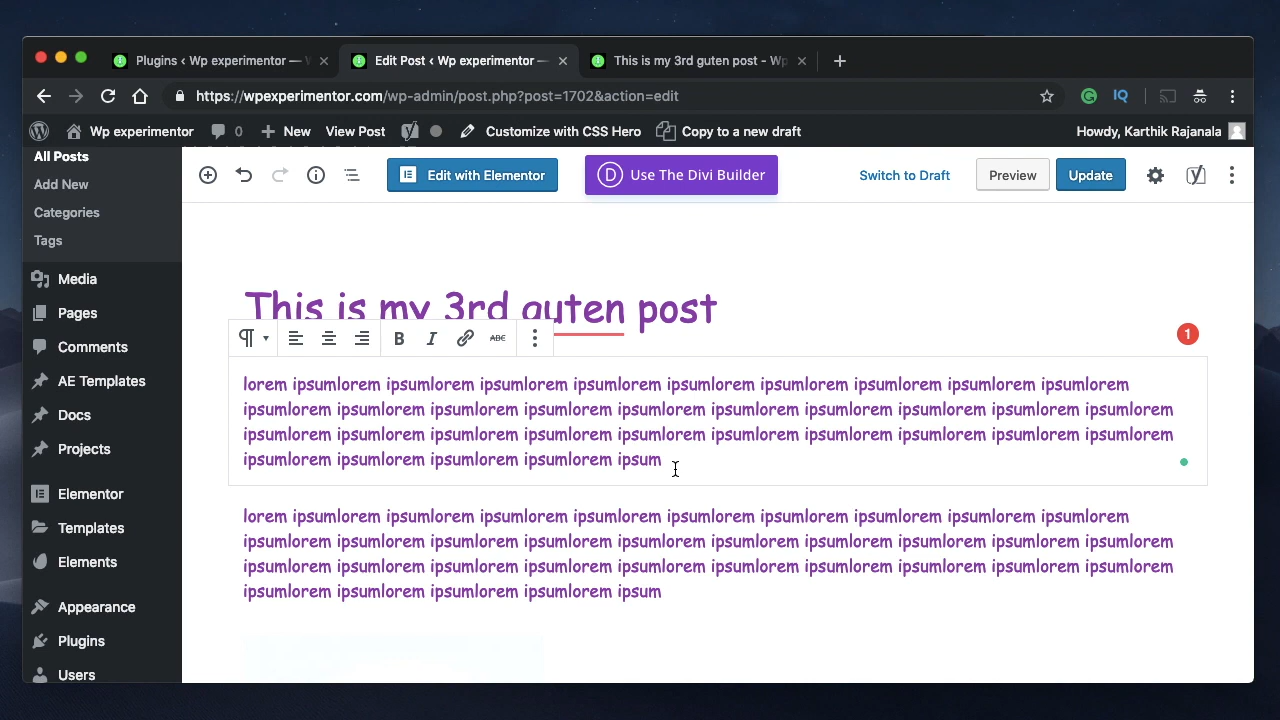 Plugins ‹ Wp experimentor —
Edit Post ‹ Wp experimentor —
This is my 3rd guten post - Wp
https://wpexperimentor.com/wp-admin/post.php?post=1702&action=edit
IQ
Wp experimentor
0
New
View Post
Customize with CSS Hero
Copy to a new draft
Howdy, Karthik Rajanala
All Posts
Add New
Categories
Tags
Media
Pages
Comments
AE Templates
Docs
Projects
Elementor
Templates
Elements
Appearance
Plugins
Users
Edit with Elementor
D Use The Divi Builder
Switch to Draft
Preview
Update
This is my 3rd guten post
B
I
ABC
1
lorem ipsumlorem ipsumlorem ipsumlorem ipsumlorem ipsumlorem ipsumlorem ipsumlorem ipsumlorem ipsumlorem
ipsumlorem ipsumlorem ipsumlorem ipsumlorem ipsumlorem ipsumlorem ipsumlorem ipsumlorem ipsumlorem ipsumlorem
ipsumlorem ipsumlorem ipsumlorem ipsumlorem ipsumlorem ipsumlorem ipsumlorem ipsumlorem ipsumlorem ipsumlorem
ipsumlorem ipsumlorem ipsumlorem ipsumlorem ipsum
lorem ipsumlorem ipsumlorem ipsumlorem ipsumlorem ipsumlorem ipsumlorem ipsumlorem ipsumlorem ipsumlorem
ipsumlorem ipsumlorem ipsumlorem ipsumlorem ipsumlorem ipsumlorem ipsumlorem ipsumlorem ipsumlorem ipsumlorem
ipsumlorem ipsumlorem ipsumlorem ipsumlorem ipsumlorem ipsumlorem ipsumlorem ipsumlorem ipsumlorem ipsumlorem
ipsumlorem ipsumlorem ipsumlorem ipsumlorem ipsum